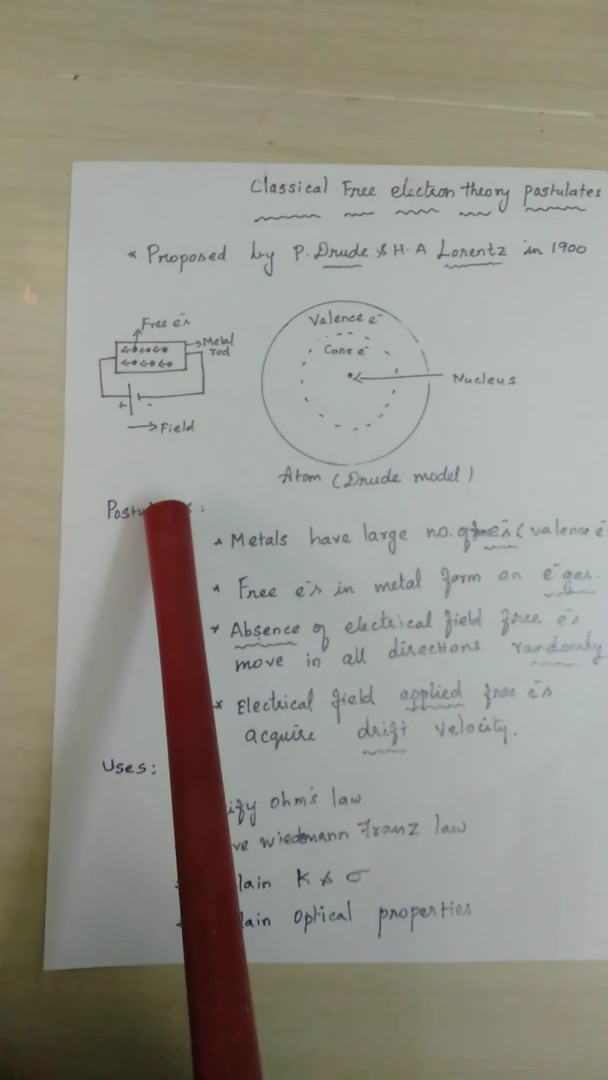 Classical Free electron theory postulates
* Proposed by P. Drude & H.A Lorentz in 1900
Free e⁻s
Metal rod
+ -
Field
Valence e⁻
Core e⁻
Nucleus
Atom (Drude model)
* Metals have large no. of e⁻s (valence e
* Free e⁻s in metal form an e⁻ gas.
* Absence of electrical field free e⁻s
move in all directions randomly
* Electrical field applied free e⁻s
acquire drift velocity.
Uses:
ify Ohm's law
ve wiedmann Franz law
lain K & σ
lain Optical properties